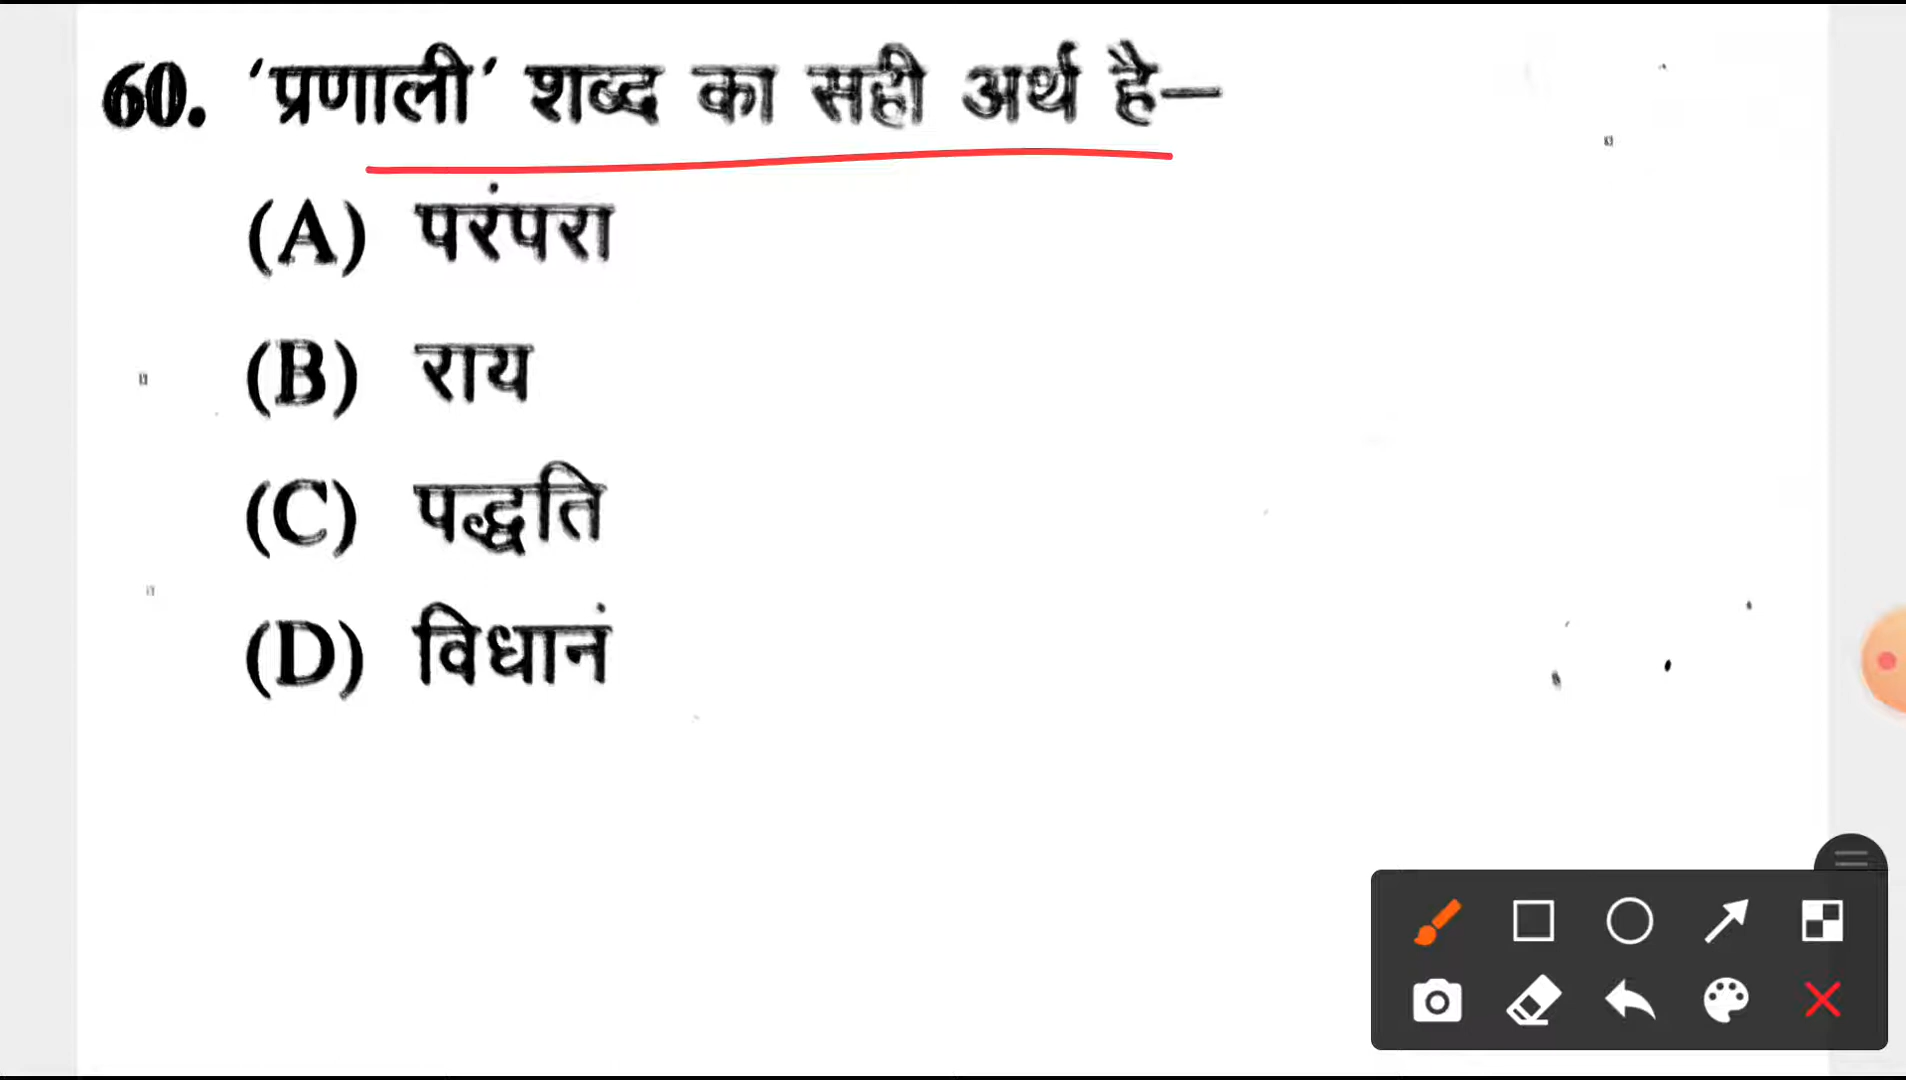 60. ‘प्रणाली’ शब्द का सही अर्थ है—
(A) परंपरा
(B) राय
(C) पद्धति
(D) विधानं